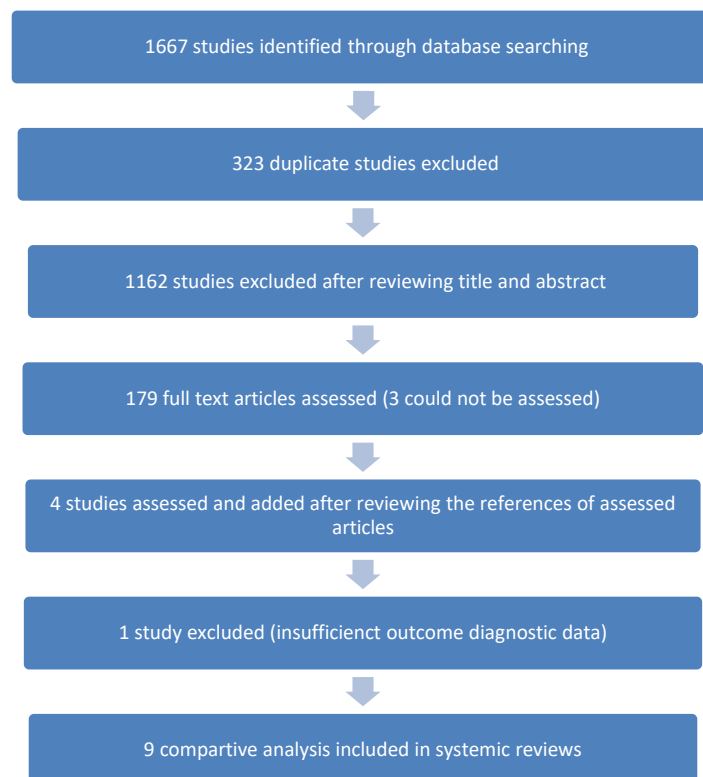 1667 studies identified through database searching
323 duplicate studies excluded
1162 studies excluded after reviewing title and abstract
179 full text articles assessed (3 could not be assessed)
4 studies assessed and added after reviewing the references of assessed
articles
1 study excluded (insufficienct outcome diagnostic data)
9 compartive analysis included in systemic reviews